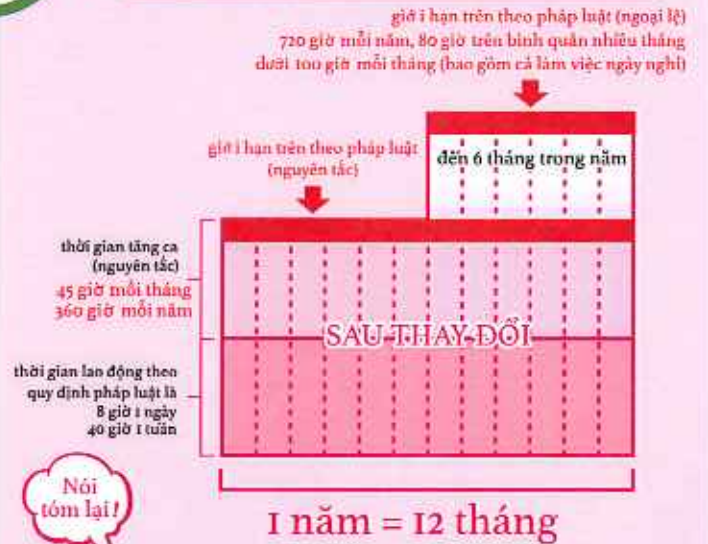 giới hạn trên theo pháp luật (ngoại lệ)
720 giờ mỗi năm, 80 giờ trên bình quân nhiều tháng
dưới 100 giờ mỗi tháng (bao gồm cả làm việc ngày nghỉ)
giới hạn trên theo pháp luật
(nguyên tắc)
đến 6 tháng trong năm
thời gian tăng ca
(nguyên tắc)
45 giờ mỗi tháng
360 giờ mỗi năm
SAU THAY ĐỔI
thời gian lao động theo
quy định pháp luật là
8 giờ 1 ngày
40 giờ 1 tuần
Nói
tóm lại!
1 năm = 12 tháng